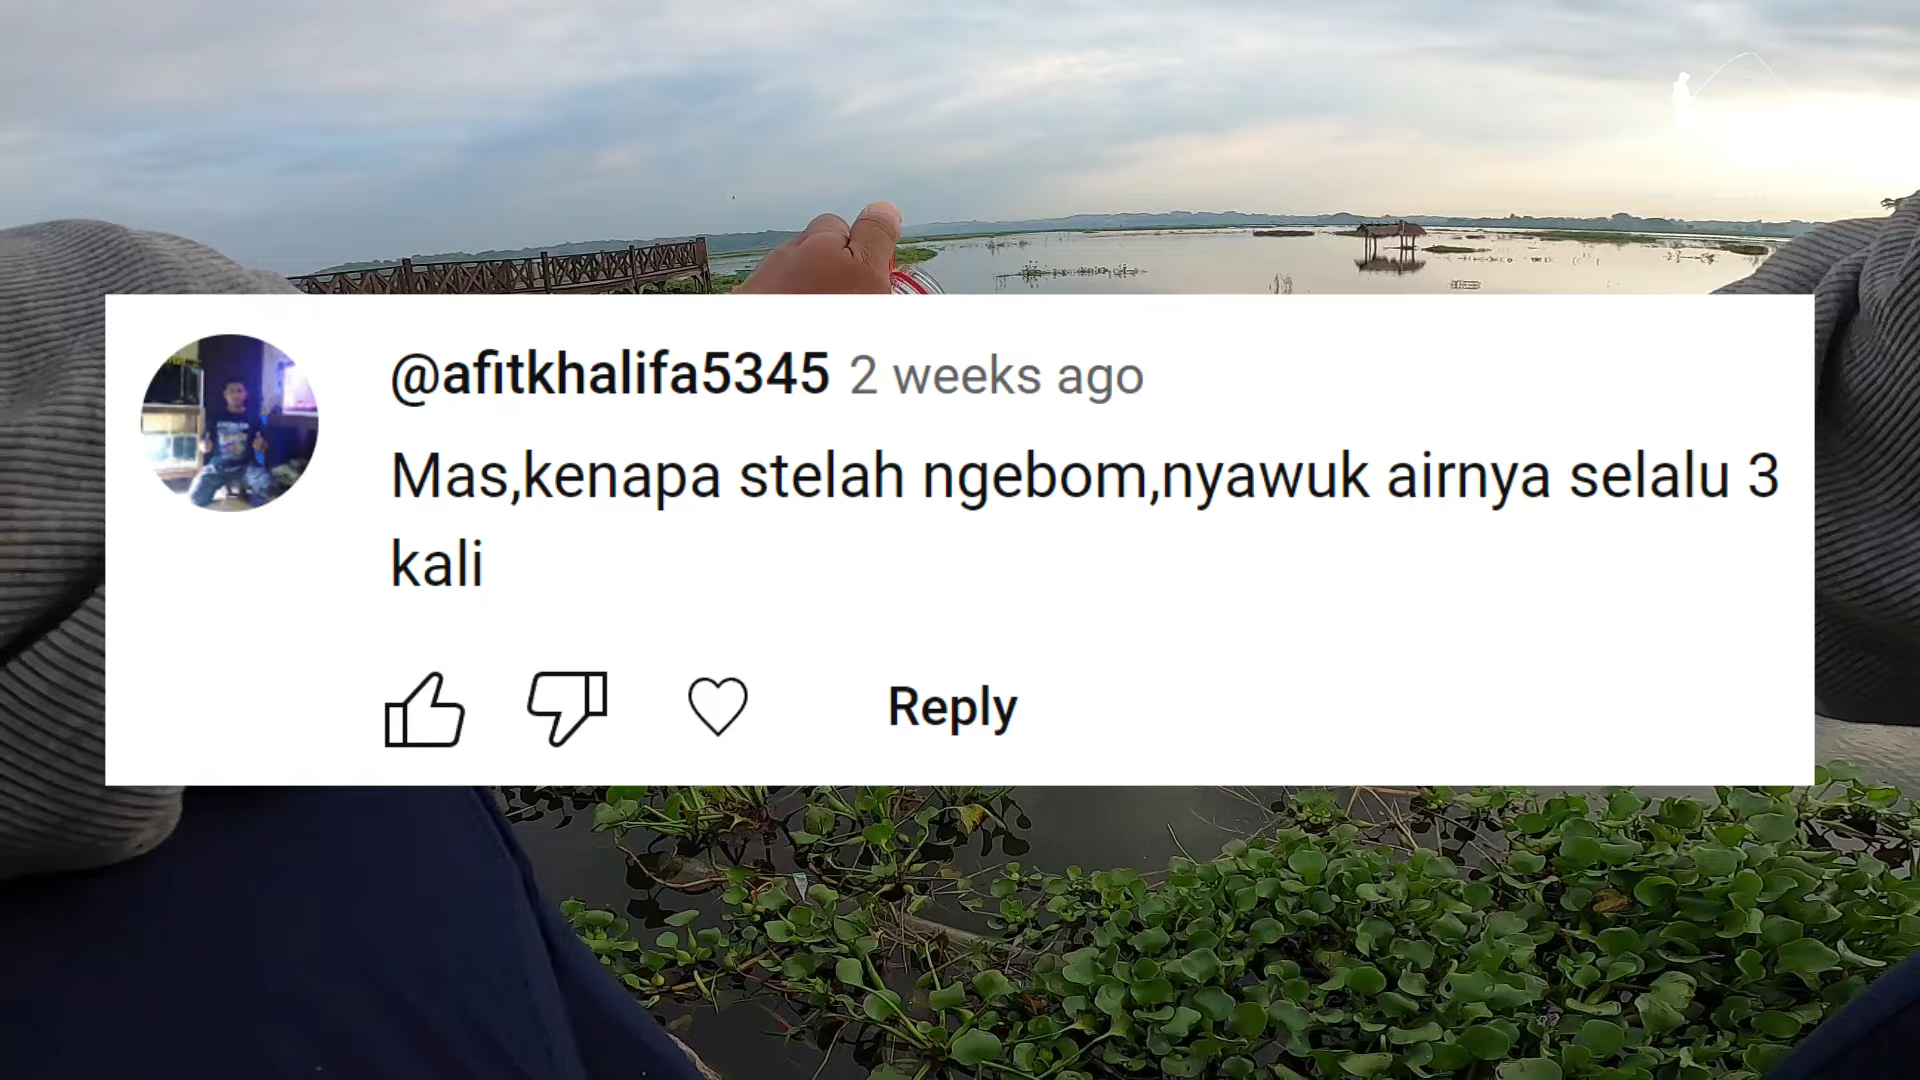 @afitkhalifa5345 2 weeks ago
Mas,kenapa stelah ngebom,nyawuk airnya selalu 3
kali
Reply